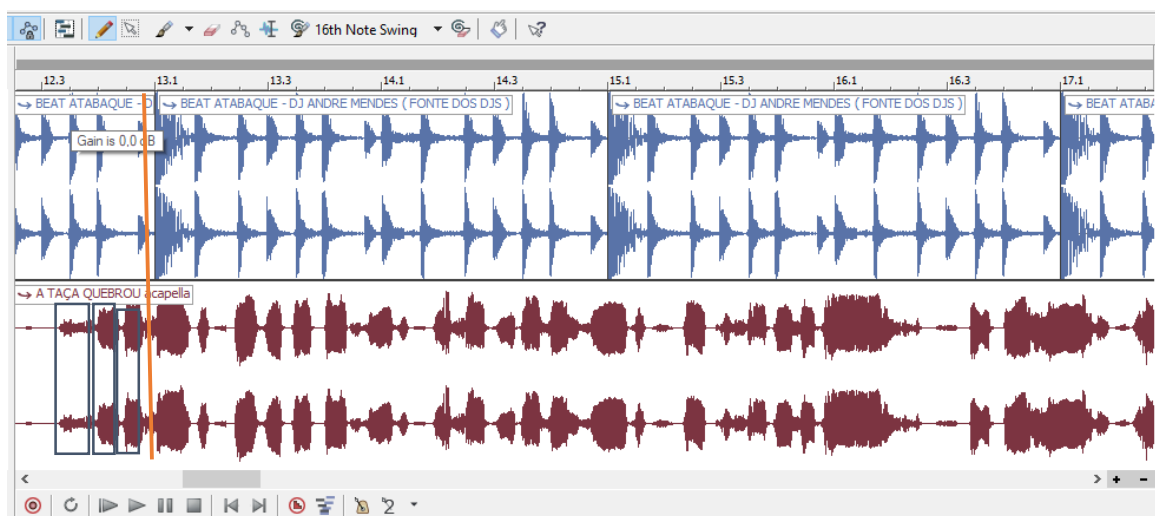 16th Note Swing
12.3 13.1 13.3 14.1 14.3 15.1 15.3 16.1 16.3 17.1
BEAT ATABAQUE - D BEAT ATABAQUE - DJ ANDRE MENDES ( FONTE DOS DJS ) BEAT ATABAQUE - DJ ANDRE MENDES ( FONTE DOS DJS ) BEAT ATABA
Gain is 0,0 dB
A TAÇA QUEBROU acapella